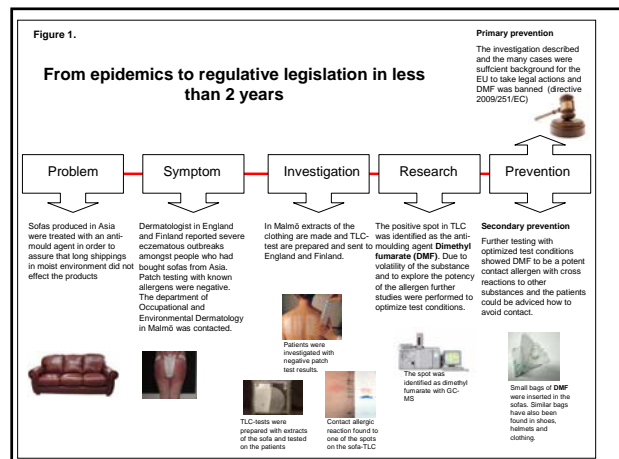 Figure 1.
From epidemics to regulative legislation in less
than 2 years
Primary prevention
The investigation described
and the many cases were
sufficient background for the
EU to take legal actions and
DMF was banned (directive
2009/251/EC)
Problem
Symptom
Investigation
Research
Prevention
Sofas produced in Asia
were treated with an anti-
mould agent in order to
assure that long shippings
in moist environment did not
effect the products
Dermatologist in England
and Finland reported severe
eczematous outbreaks
amongst people who had
bought sofas from Asia.
Patch testing with known
allergens were negative.
The department of
Occupational and
Environmental Dermatology
in Malmö was contacted.
In Malmö extracts of the
clothing are made and TLC-
test are prepared and sent to
England and Finland.
Patients were
investigated with
negative patch
test results.
TLC-tests were
prepared with extracts
of the sofa and tested
on the patients
Contact allergic
reaction found to
one of the spots
on the sofa-TLC
The positive spot in TLC
was identified as the anti-
moulding agent Dimethyl
fumarate (DMF). Due to
volatility of the substance
and to explore the potency
of the allergen further
studies were performed to
optimize test conditions.
The spot was
identified as dimethyl
fumarate with GC-
MS
Secondary prevention
Further testing with
optimized test conditions
showed DMF to be a potent
contact allergen with cross
reactions to other
substances and the patients
could be adviced how to
avoid contact.
Small bags of DMF
were inserted in the
sofas. Similar bags
have also been
found in shoes,
helmets and
clothing.